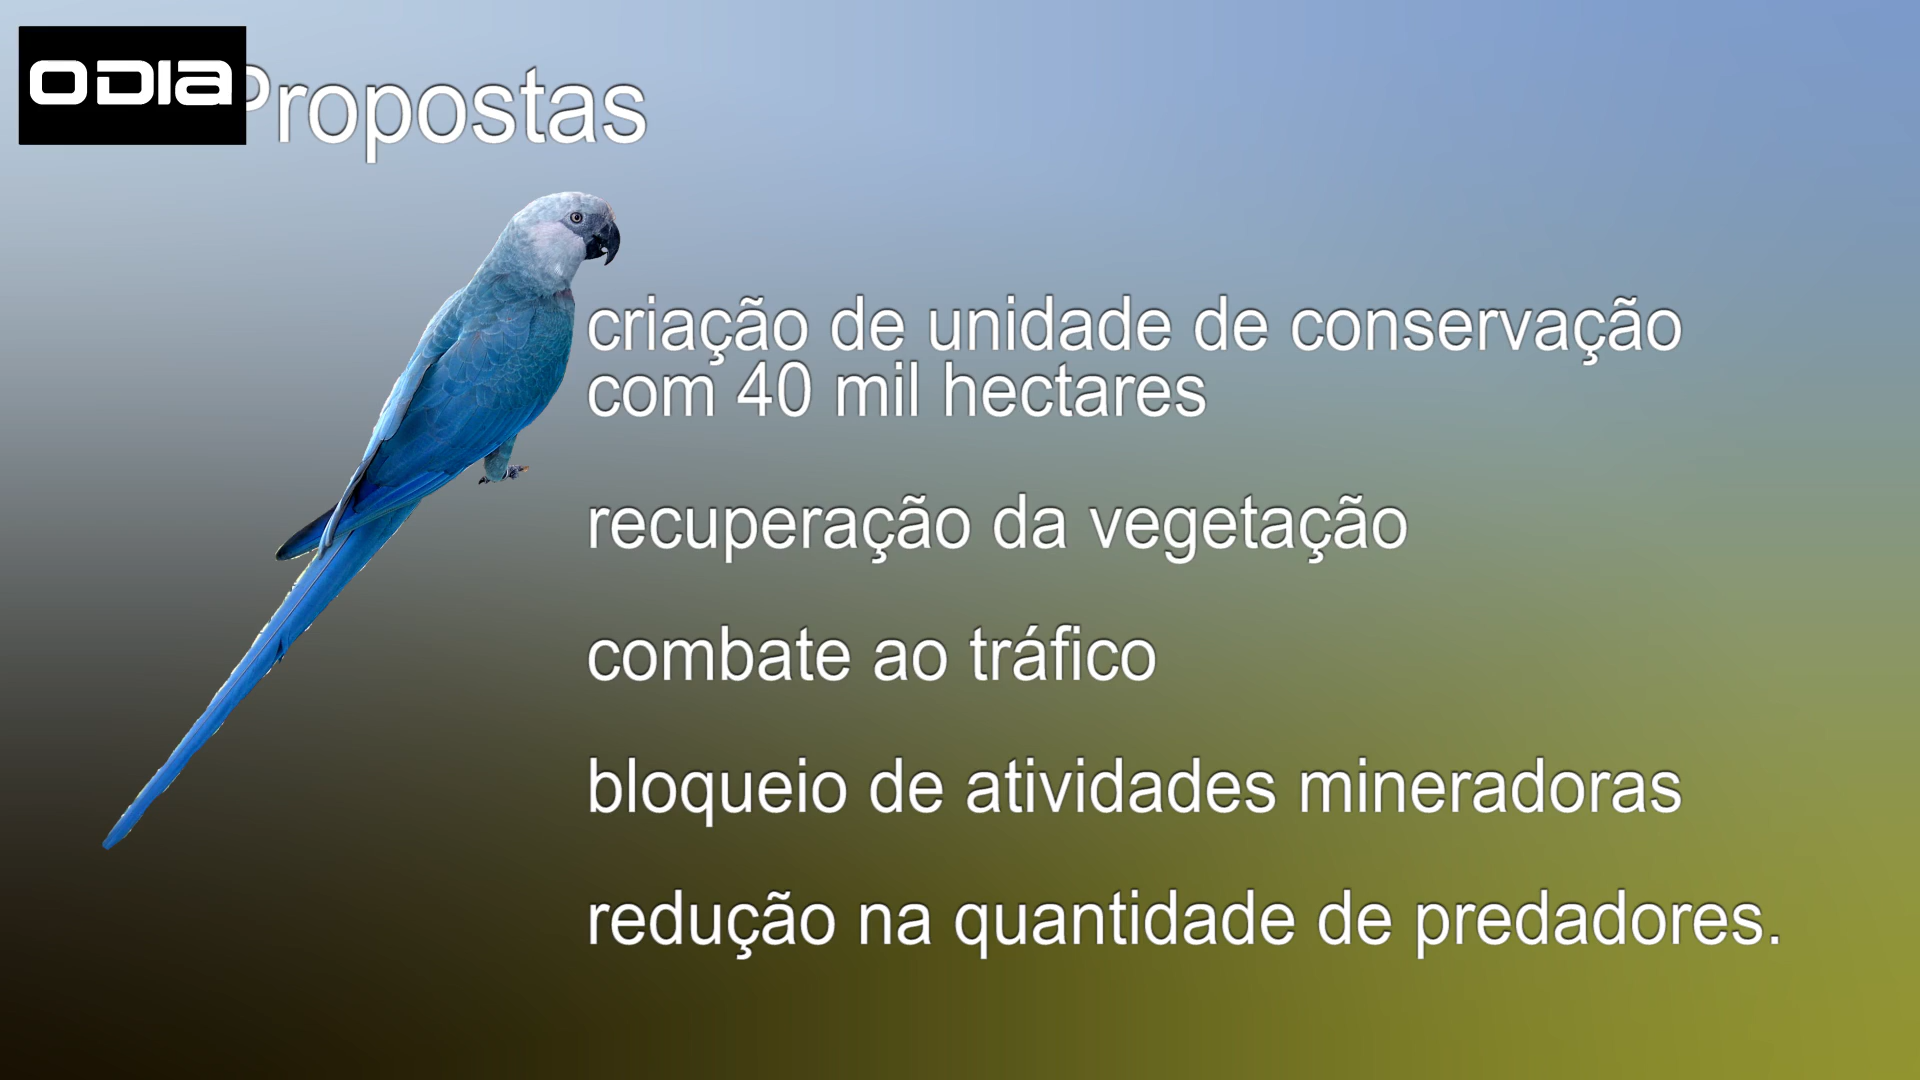 O DIA
Propostas
criação de unidade de conservação
com 40 mil hectares
recuperação da vegetação
combate ao tráfico
bloqueio de atividades mineradoras
redução na quantidade de predadores.